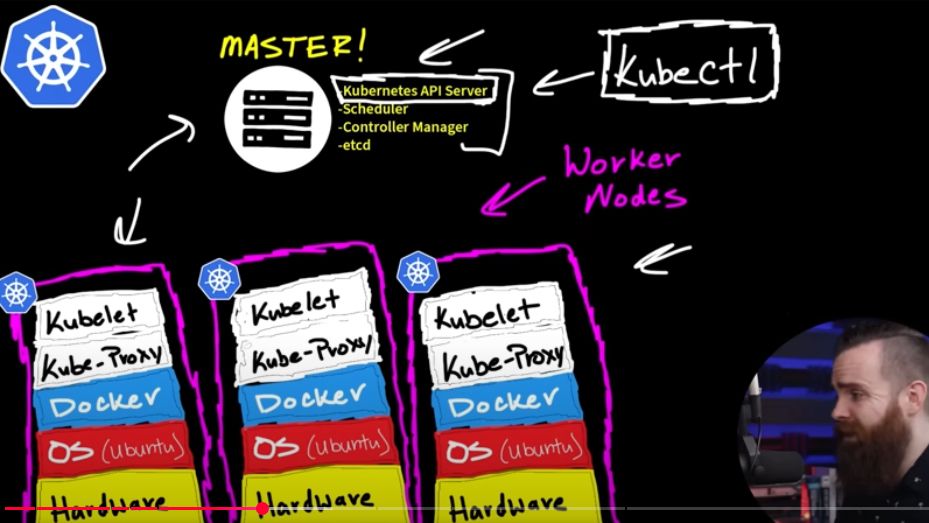 MASTER!
-Kubernetes API Server
-Scheduler
-Controller Manager
-etcd
Kubectl
Worker
Nodes
Kubelet
Kube-Proxy
Docker
OS (Ubuntu)
Hardware
Kubelet
Kube-Proxy
Docker
OS (Ubuntu)
Hardware
Kubelet
Kube-Proxy
Docker
OS (Ubuntu)
Hardware